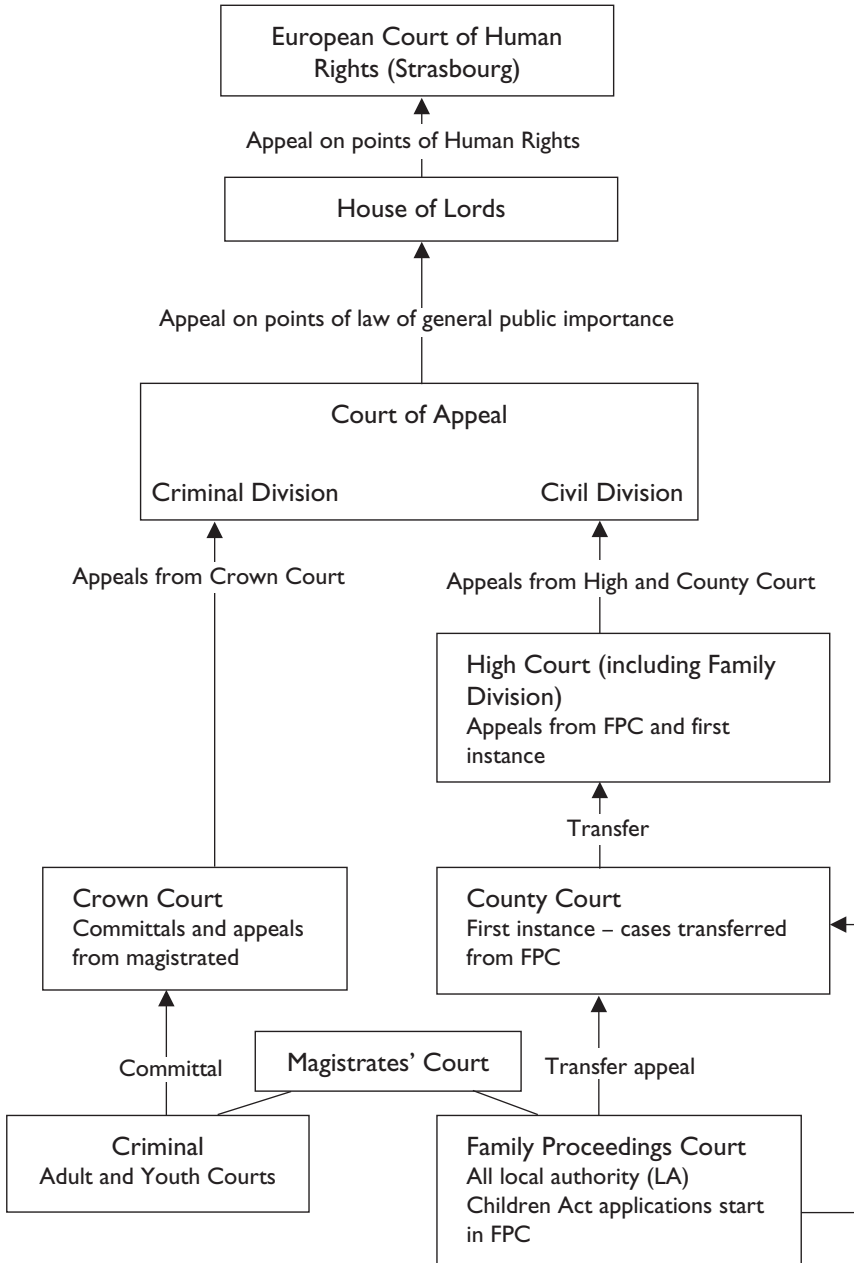 European Court of Human
Rights (Strasbourg)
Appeal on points of Human Rights
House of Lords
Appeal on points of law of general public importance
Court of Appeal
Criminal Division
Civil Division
Appeals from Crown Court
Appeals from High and County Court
High Court (including Family
Division)
Appeals from FPC and first
instance
Transfer
Crown Court
Committals and appeals
from magistrated
County Court
First instance – cases transferred
from FPC
Committal
Magistrates’ Court
Transfer appeal
Criminal
Adult and Youth Courts
Family Proceedings Court
All local authority (LA)
Children Act applications start
in FPC